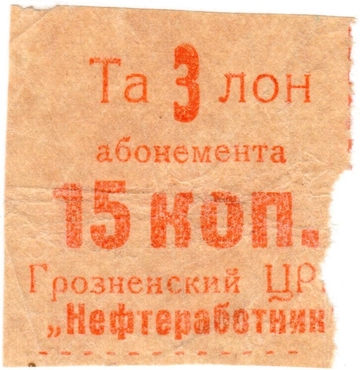 Та 3 лон
абонемента
15 коп.
Грозненский ЦР
„Нефтеработник